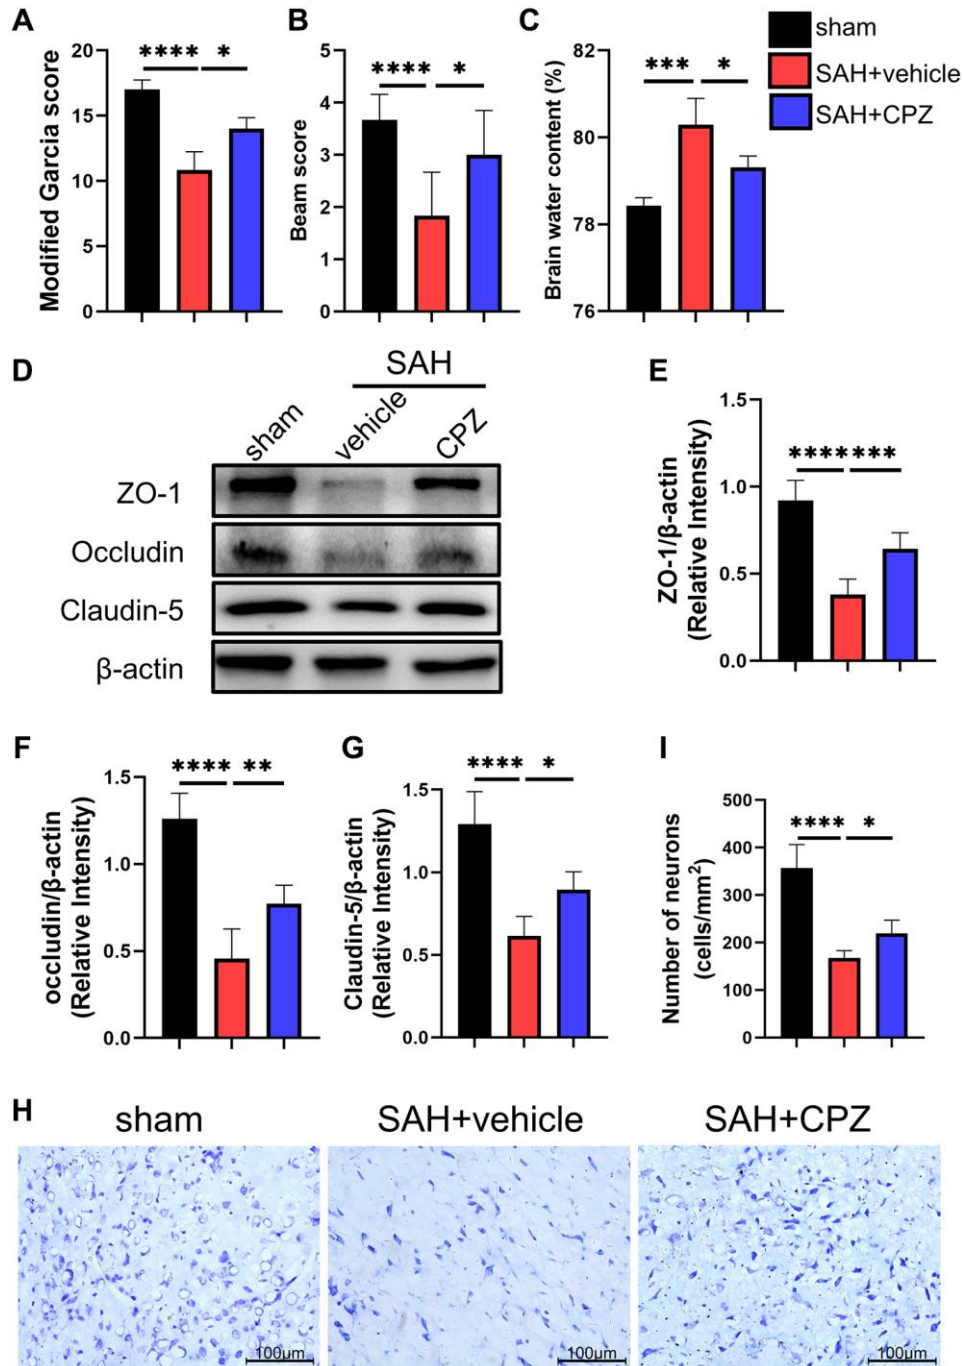 A
Modified Garcia score
20
15
10
5
0
**** *
B
Beam score
5
4
3
2
1
0
**** *
C
Brain water content (%)
82
80
78
76
*** *
sham
SAH+vehicle
SAH+CPZ
D
SAH
sham vehicle CPZ
ZO-1
Occludin
Claudin-5
β-actin
E
ZO-1/β-actin
(Relative Intensity)
1.5
1.0
0.5
0.0
**** ***
F
occludin/β-actin
(Relative Intensity)
1.5
1.0
0.5
0.0
**** **
G
Claudin-5/β-actin
(Relative Intensity)
1.5
1.0
0.5
0.0
**** *
I
Number of neurons
(cells/mm²)
500
400
300
200
100
0
**** *
H
sham SAH+vehicle SAH+CPZ
100μm 100μm 100μm